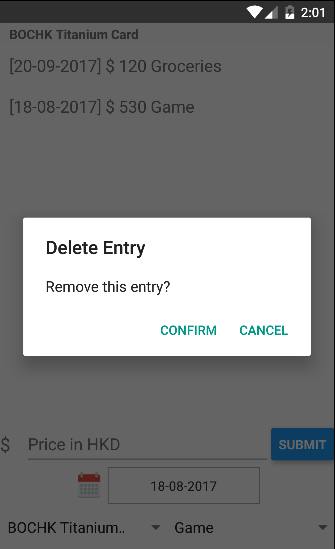 2:01
BOCHK Titanium Card
[20-09-2017] $ 120 Groceries
[18-08-2017] $ 530 Game
Delete Entry
Remove this entry?
CONFIRM CANCEL
$ Price in HKD SUBMIT
18-08-2017
BOCHK Titanium.. Game